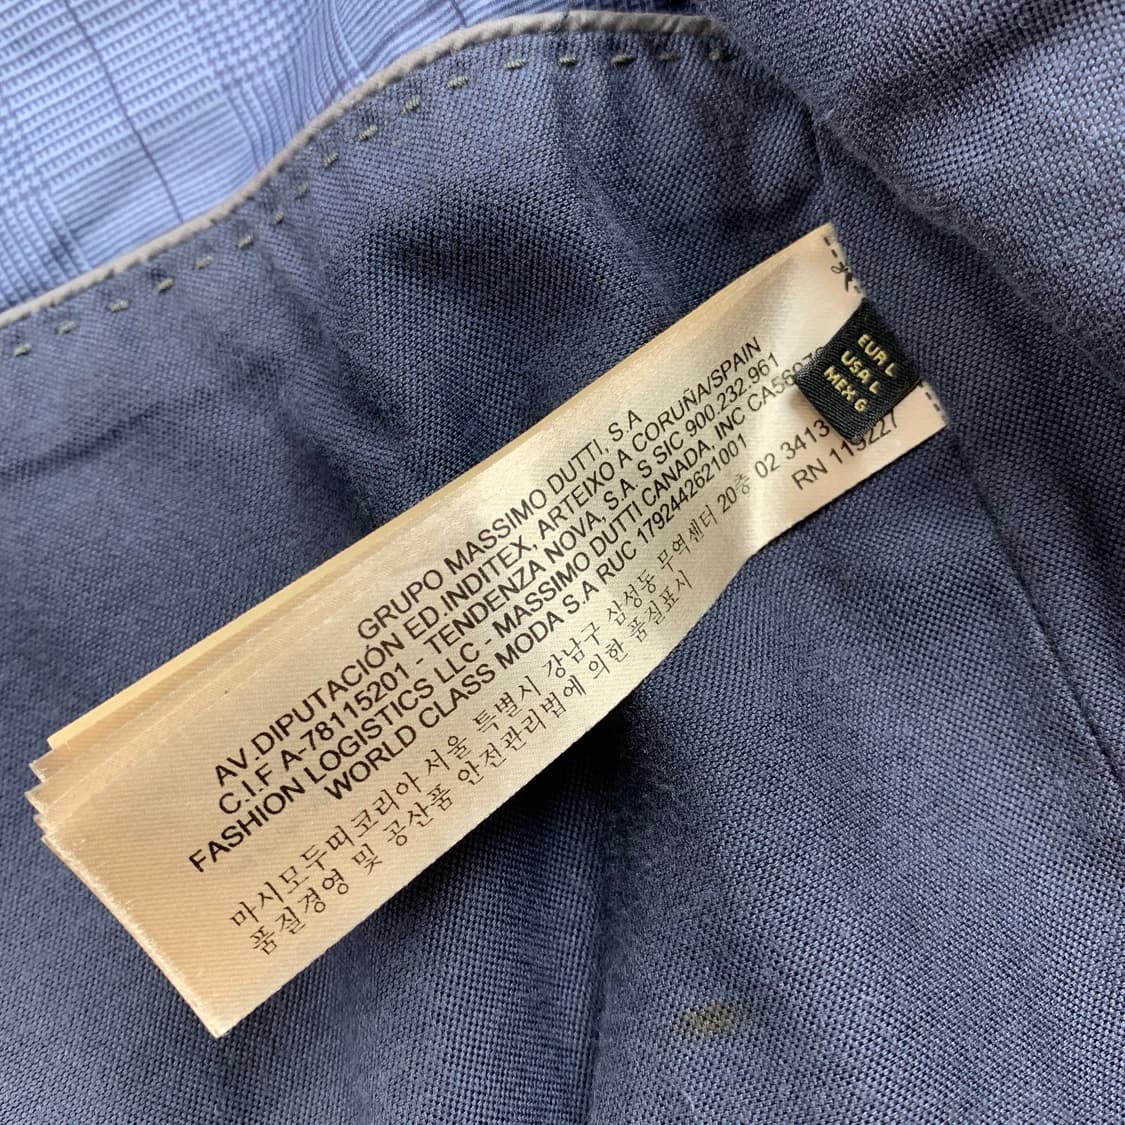 GRUPO MASSIMO DUTTI, S.A
AV.DIPUTACIÓN ED.INDITEX, ARTEIXO A CORUÑA/SPAIN
C.I.F A-78115201 - TENDENZA NOVA, S.A. S SIC 900.232.961
FASHION LOGISTICS LLC - MASSIMO DUTTI CANADA, INC
WORLD CLASS MODA S.A RUC 1792442621001
마시모두띠코리아 서울 특별시 강남구 삼성동 무역센터 20층 02 3413
품질경영 및 공산품 안전관리법에 의한 품질표시
RN 115227
EUR L
USA L
MEX G